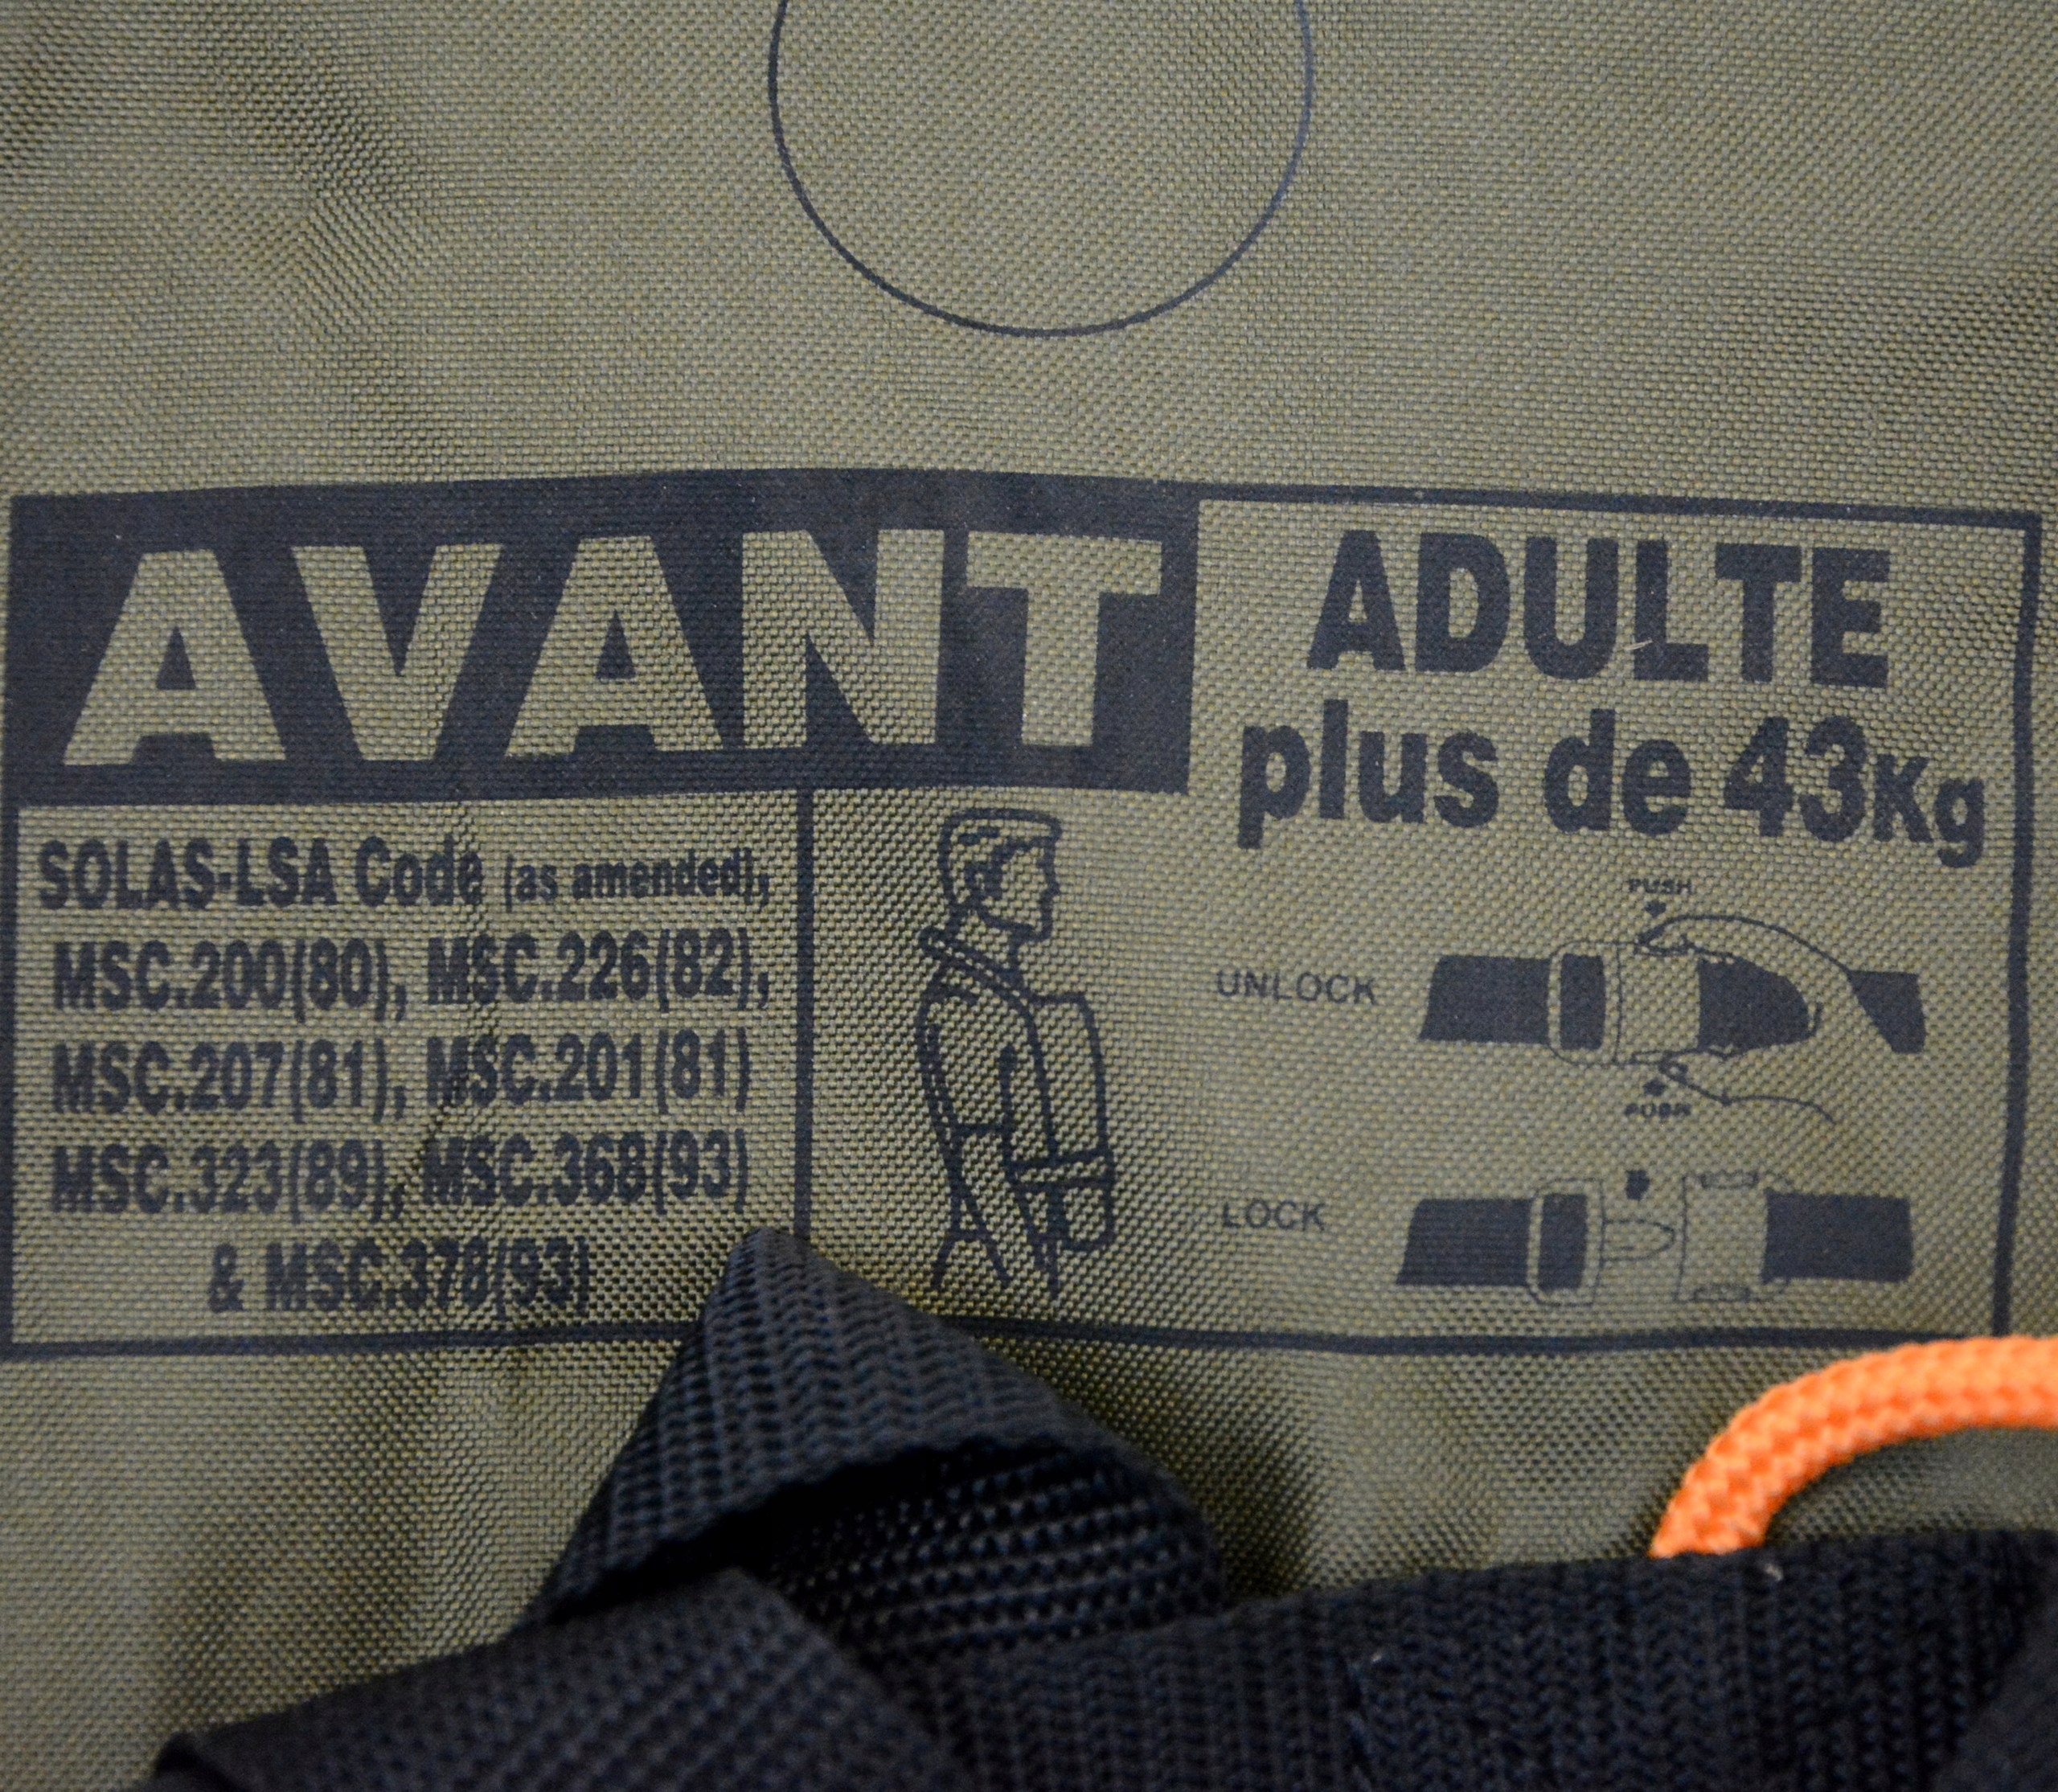 AVANT
ADULTE
plus de 43Kg
SOLAS-LSA Code (as amended),
MSC.200(80), MSC.226(82),
MSC.207(81), MSC.201(81)
MSC.323(89), MSC.368(93)
& MSC.378(93)
PUSH
UNLOCK
PUSH
LOCK